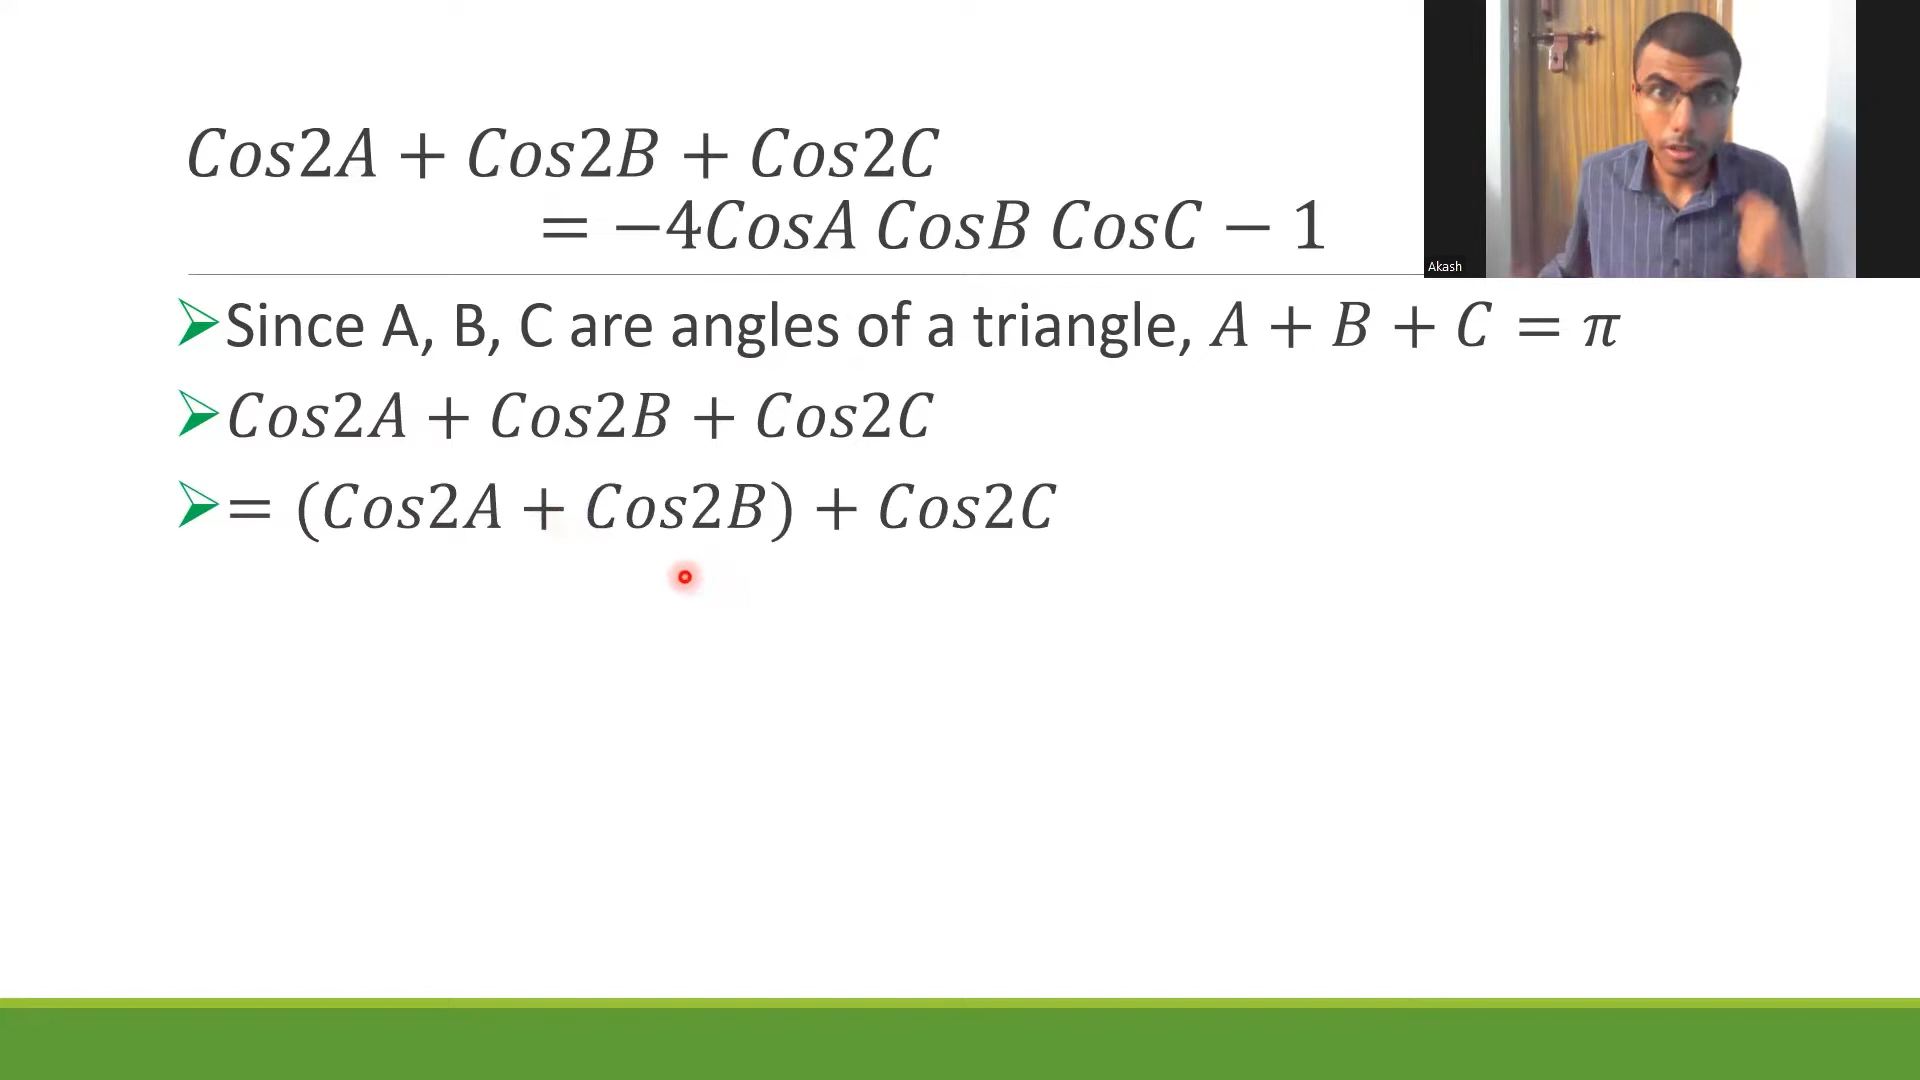 Cos2A + Cos2B + Cos2C
= −4CosA CosB CosC − 1
Akash
Since A, B, C are angles of a triangle, A + B + C = π
Cos2A + Cos2B + Cos2C
= (Cos2A + Cos2B) + Cos2C